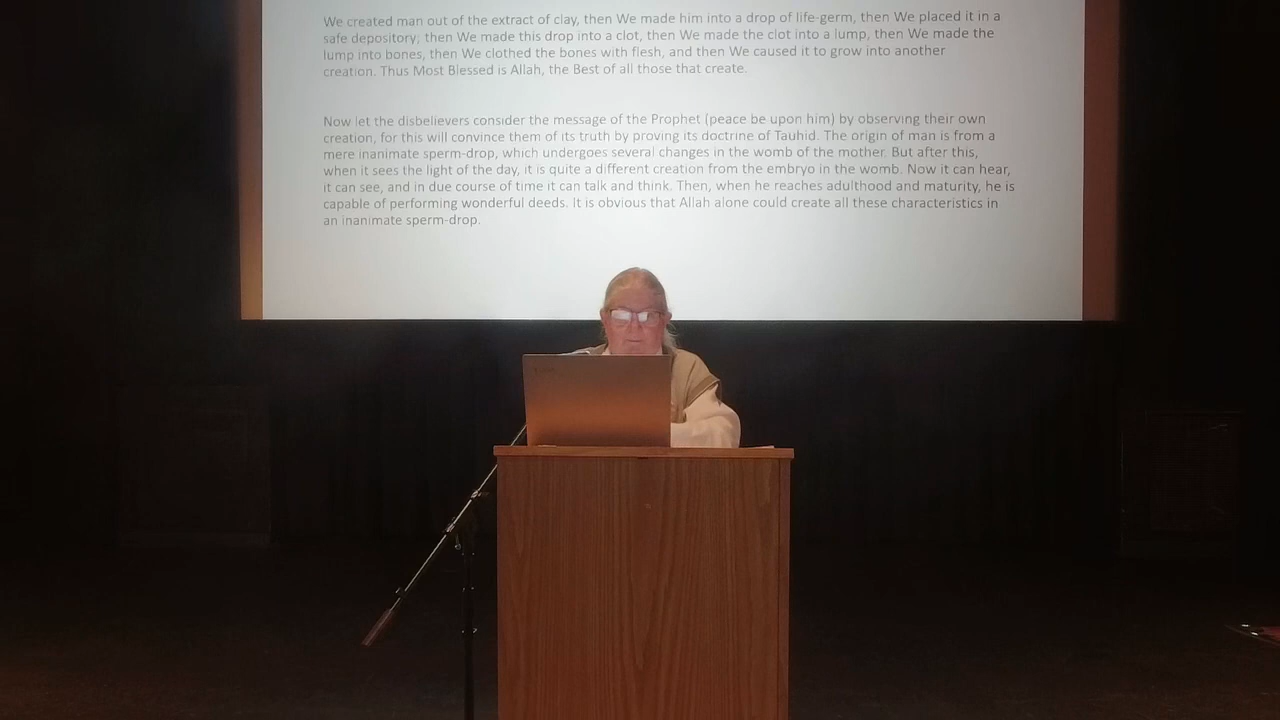 We created man out of the extract of clay, then We made him into a drop of life-germ, then We placed it in a
safe depository; then We made this drop into a clot, then We made the clot into a lump, then We made the
lump into bones, then We clothed the bones with flesh, and then We caused it to grow into another
creation. Thus Most Blessed is Allah, the Best of all those that create.
Now let the disbelievers consider the message of the Prophet (peace be upon him) by observing their own
creation, for this will convince them of its truth by proving its doctrine of Tauhid. The origin of man is from a
mere inanimate sperm-drop, which undergoes several changes in the womb of the mother. But after this,
when it sees the light of the day, it is quite a different creation from the embryo in the womb. Now it can hear,
it can see, and in due course of time it can talk and think. Then, when he reaches adulthood and maturity, he is
capable of performing wonderful deeds. It is obvious that Allah alone could create all these characteristics in
an inanimate sperm-drop.